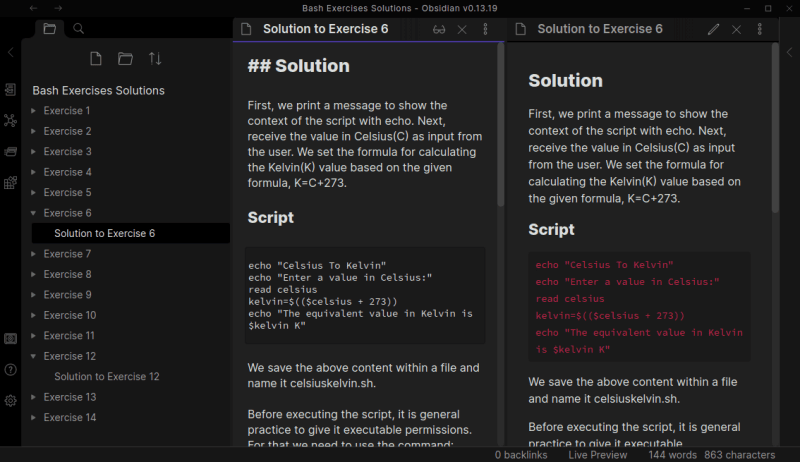 Bash Exercises Solutions - Obsidian v0.13.19
Bash Exercises Solutions
Exercise 1
Exercise 2
Exercise 3
Exercise 4
Exercise 5
Exercise 6
Solution to Exercise 6
Exercise 7
Exercise 8
Exercise 9
Exercise 10
Exercise 11
Exercise 12
Solution to Exercise 12
Exercise 13
Exercise 14
Solution to Exercise 6
## Solution
First, we print a message to show the
context of the script with echo. Next,
receive the value in Celsius(C) as input from
the user. We set the formula for calculating
the Kelvin(K) value based on the given
formula, K=C+273.
Script
echo "Celsius To Kelvin"
echo "Enter a value in Celsius:"
read celsius
kelvin=$(($celsius + 273))
echo "The equivalent value in Kelvin is
$kelvin K"
We save the above content within a file and
name it celsiuskelvin.sh.
Before executing the script, it is general
practice to give it executable permissions.
For that we need to use the command:
Solution to Exercise 6
Solution
First, we print a message to show the
context of the script with echo. Next,
receive the value in Celsius(C) as input
from the user. We set the formula for
calculating the Kelvin(K) value based on
the given formula, K=C+273.
Script
echo "Celsius To Kelvin"
echo "Enter a value in Celsius:"
read celsius
kelvin=$(($celsius + 273))
echo "The equivalent value in Kelvin
is $kelvin K"
We save the above content within a file
and name it celsiuskelvin.sh.
Before executing the script, it is general
practice to give it executable
0 backlinks
Live Preview
144 words
863 characters